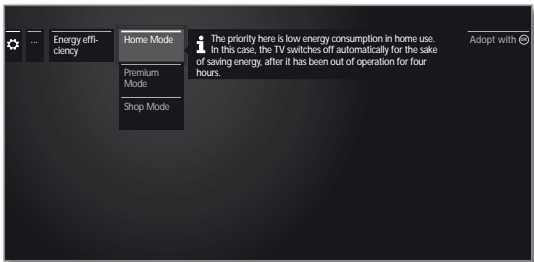 ...
Energy effi-
ciency
Home Mode
Premium
Mode
Shop Mode
i The priority here is low energy consumption in home use.
In this case, the TV switches off automatically for the sake
of saving energy, after it has been out of operation for four
hours.
Adopt with OK